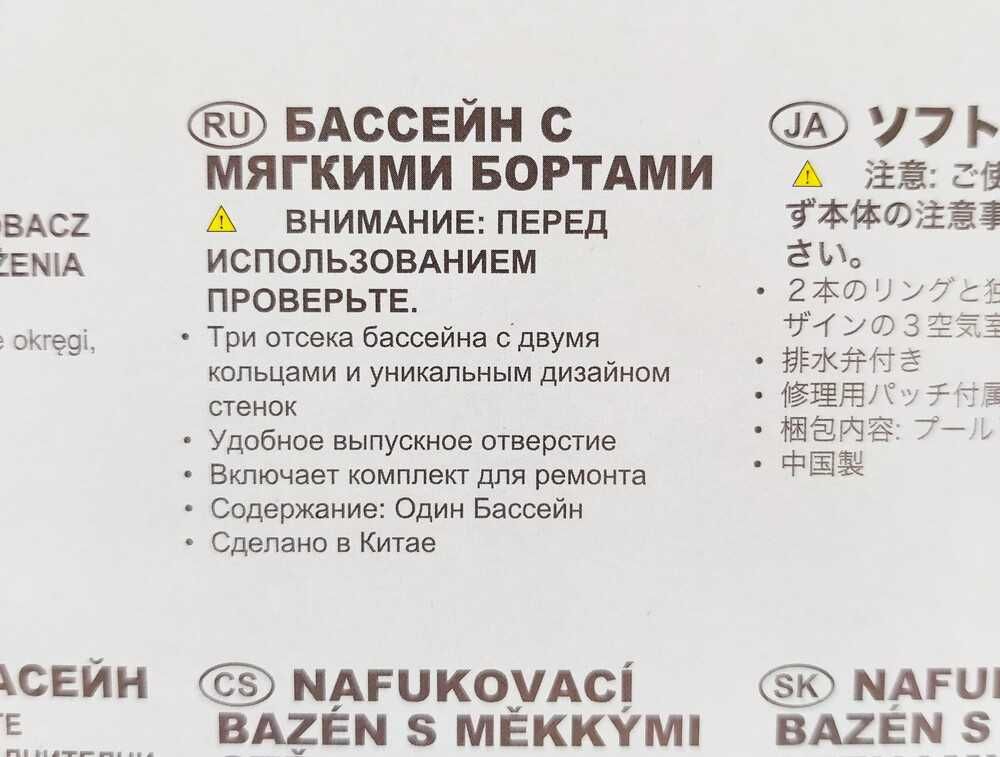 OBACZ
ŻENIA
okręgi,
RU БАССЕЙН С
МЯГКИМИ БОРТАМИ
ВНИМАНИЕ: ПЕРЕД
ИСПОЛЬЗОВАНИЕМ
ПРОВЕРЬТЕ.
• Три отсека бассейна с двумя
кольцами и уникальным дизайном
стенок
• Удобное выпускное отверстие
• Включает комплект для ремонта
• Содержание: Один Бассейн
• Сделано в Китае
JA ソフト
注意: ご使
ず本体の注意事
さい。
• 2本のリングと独
ザインの3空気室
• 排水弁付き
• 修理用パッチ付属
• 梱包内容: プール
• 中国製
АСЕЙН
CS NAFUKOVACÍ
BAZÉN S MĚKKÝMI
SK NAFU
BAZÉN S